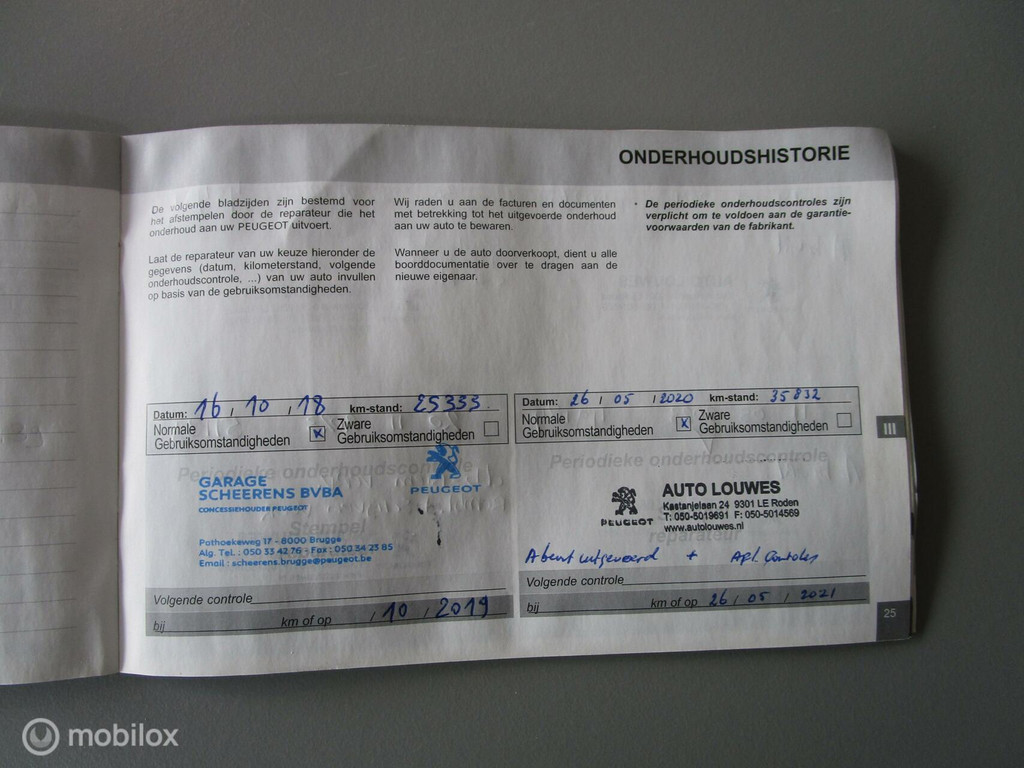 ONDERHOUDSHISTORIE
De volgende bladzijden zijn bestemd voor
het afstempelen door de reparateur die het
onderhoud aan uw PEUGEOT uitvoert.
Laat de reparateur van uw keuze hieronder de
gegevens (datum, kilometerstand, volgende
onderhoudscontrole, ...) van uw auto invullen
op basis van de gebruiksomstandigheden.
Wij raden u aan de facturen en documenten
met betrekking tot het uitgevoerde onderhoud
aan uw auto te bewaren.
Wanneer u de auto doorverkoopt, dient u alle
boorddocumentatie over te dragen aan de
nieuwe eigenaar.
• De periodieke onderhoudscontroles zijn
verplicht om te voldoen aan de garantie-
voorwaarden van de fabrikant.
Datum: 16 / 10 / 18 km-stand: 25333
Normale
Gebruiksomstandigheden x
Zware
Gebruiksomstandigheden
Periodieke onderhoudscontrole
GARAGE
SCHEERENS BVBA
CONCESSIEHOUDER PEUGEOT
PEUGEOT
Stempel
Pathoekeweg 17 - 8000 Brugge
Alg. Tel.: 050 33 42 76 - Fax: 050 34 23 85
Email: scheerens.brugge@peugeot.be
Volgende controle
bij km of op / 10 / 2019
Datum: 26 / 05 / 2020 km-stand: 35832
Normale
Gebruiksomstandigheden x
Zware
Gebruiksomstandigheden
Periodieke onderhoudscontrole
PEUGEOT
AUTO LOUWES
Kastanjelaan 24 9301 LE Roden
T: 050-5019691 F: 050-5014569
www.autolouwes.nl
reparateur
A beurt uitgevoerd +
Volgende controle
bij km of op 26 / 05 / 2021
III
25
mobilox